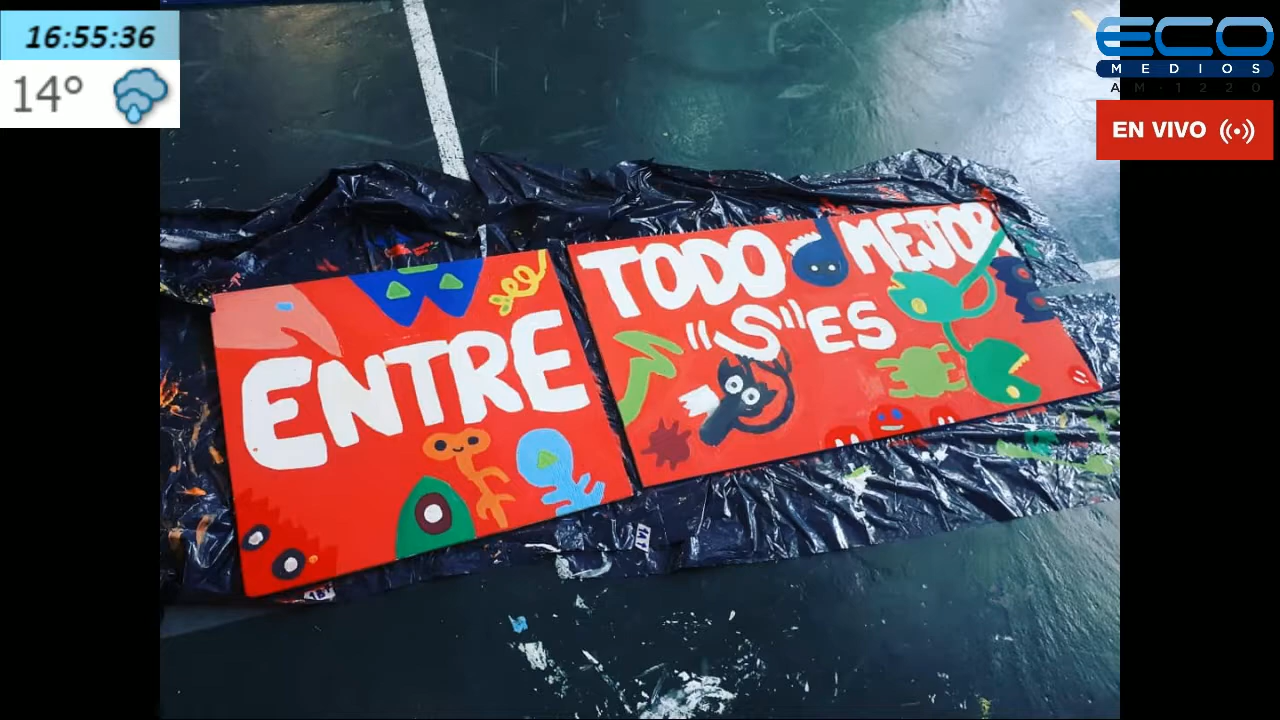 16:55:36
14°
ECO
MEDIOS
AM·1220
EN VIVO
ENTRE
TODO MEJOR
"S" ES